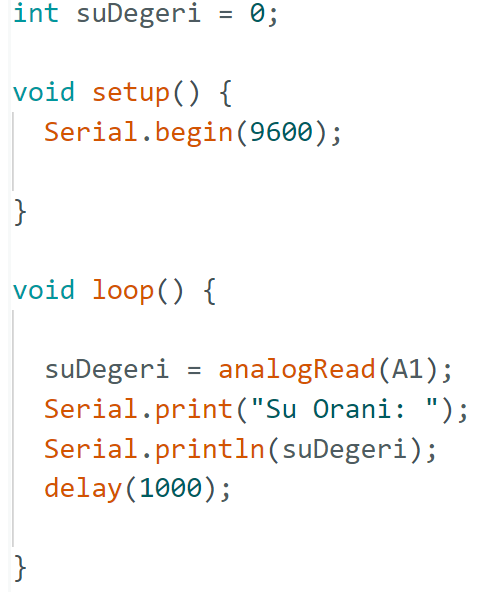 int suDegeri = 0;
void setup() {
Serial.begin(9600);
}
void loop() {
suDegeri = analogRead(A1);
Serial.print("Su Orani: ");
Serial.println(suDegeri);
delay(1000);
}